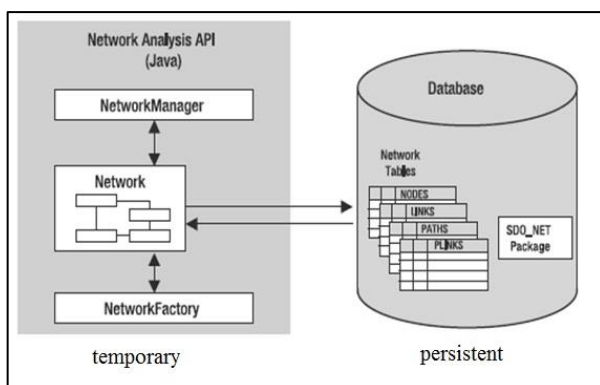 Network Analysis API
(Java)
NetworkManager
Network
NetworkFactory
temporary
Database
Network
Tables
NODES
LINKS
PATHS
PLINKS
SDO_NET
Package
persistent